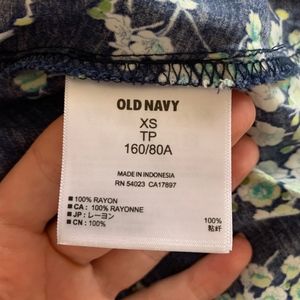 OLD NAVY
XS
TP
160/80A
MADE IN INDONESIA
RN 54023 CA17897
100% RAYON
CA : 100% RAYONNE
JP : レーヨン 100%
CN : 100% 粘纤